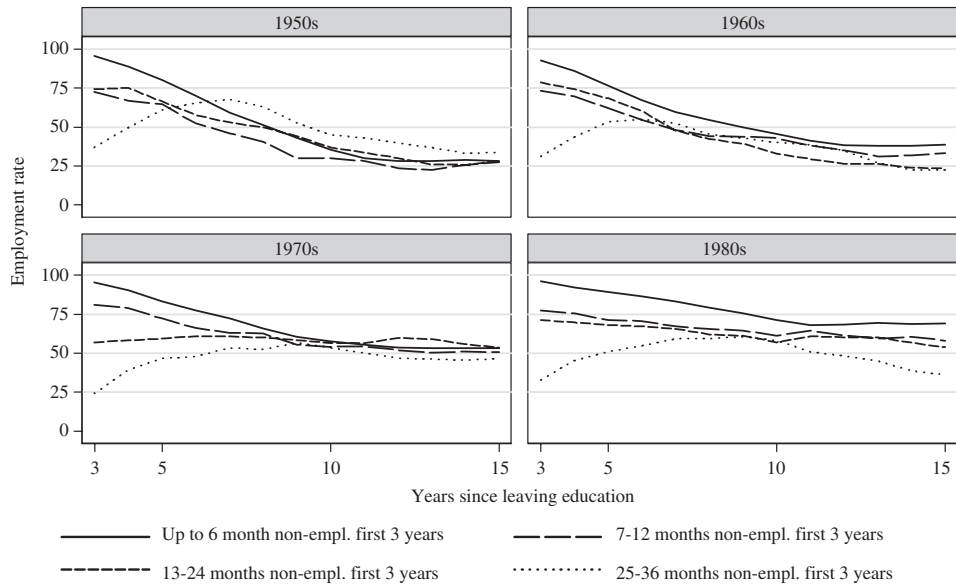 1950s
1960s
100
75
50
25
0
1970s
1980s
100
75
50
25
0
Employment rate
3
5
10
15
3
5
10
15
Years since leaving education
Up to 6 month non-empl. first 3 years
7-12 months non-empl. first 3 years
13-24 months non-empl. first 3 years
25-36 months non-empl. first 3 years